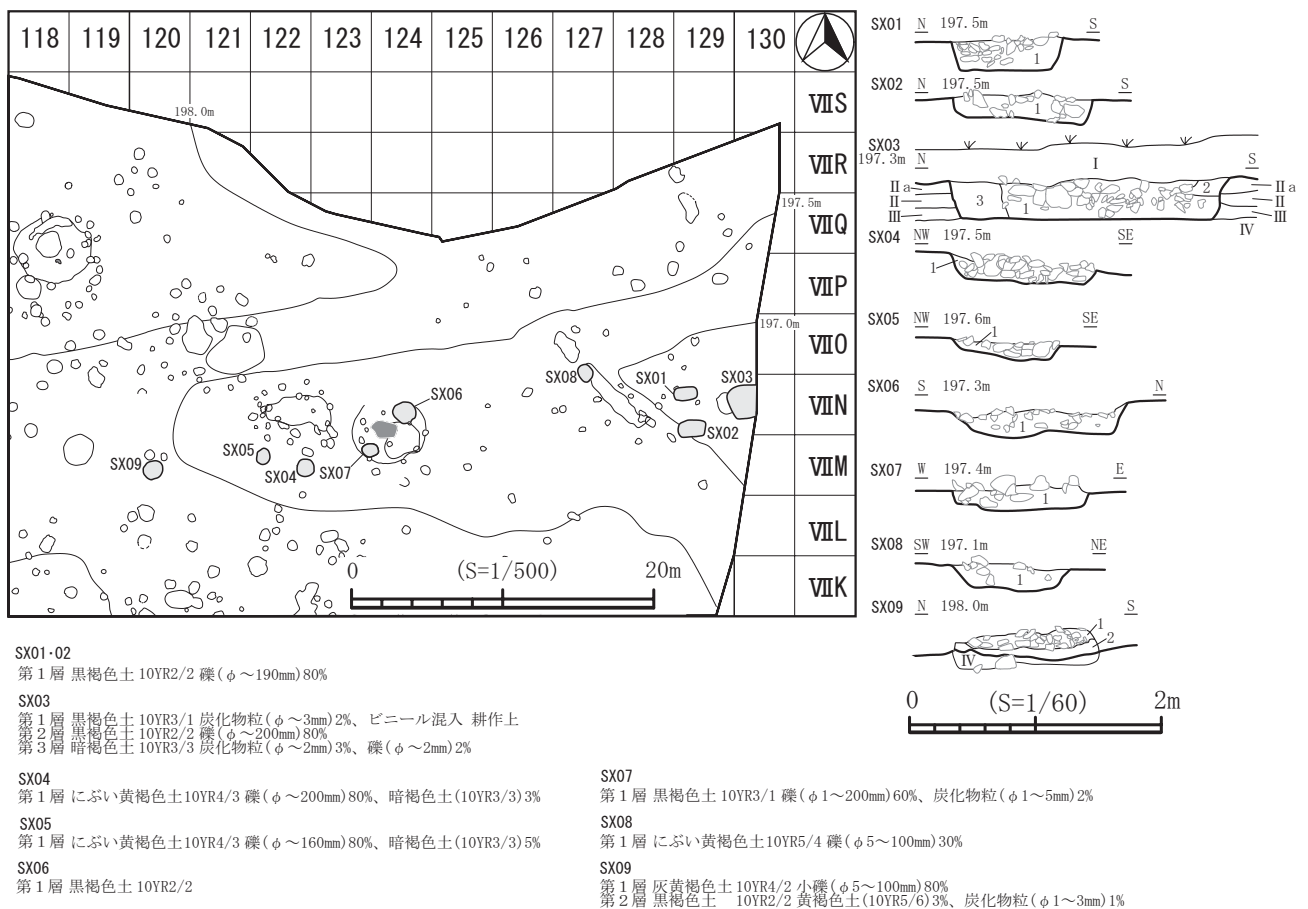 118 119 120 121 122 123 124 125 126 127 128 129 130
ⅦS
ⅦR
ⅦQ
ⅦP
ⅦO
ⅦN
ⅦM
ⅦL
ⅦK
198.0m
197.5m
197.0m
SX08
SX01
SX03
SX06
SX02
SX05
SX04
SX07
SX09
0 (S=1/500) 20m
SX01 N 197.5m S
1
SX02 N 197.5m S
1
SX03
197.3m N Ⅰ S
Ⅱa 2 Ⅱa
Ⅱ 3 1 Ⅱ
Ⅲ Ⅲ
Ⅳ
SX04 NW 197.5m SE
1
SX05 NW 197.6m SE
1
SX06 S 197.3m N
1
SX07 W 197.4m E
1
SX08 SW 197.1m NE
1
SX09 N 198.0m S
1
2
Ⅳ
0 (S=1/60) 2m
SX01・02
第1層 黒褐色土 10YR2/2 礫(φ～190mm)80%
SX03
第1層 黒褐色土 10YR3/1 炭化物粒(φ～3mm)2%、ビニール混入 耕作土
第2層 黒褐色土 10YR2/2 礫(φ～200mm)80%
第3層 暗褐色土 10YR3/3 炭化物粒(φ～2mm)3%、礫(φ～2mm)2%
SX04
第1層 にぶい黄褐色土10YR4/3 礫(φ～200mm)80%、暗褐色土(10YR3/3)3%
SX05
第1層 にぶい黄褐色土10YR4/3 礫(φ～160mm)80%、暗褐色土(10YR3/3)5%
SX06
第1層 黒褐色土 10YR2/2
SX07
第1層 黒褐色土 10YR3/1 礫(φ1～200mm)60%、炭化物粒(φ1～5mm)2%
SX08
第1層 にぶい黄褐色土10YR5/4 礫(φ5～100mm)30%
SX09
第1層 灰黄褐色土 10YR4/2 小礫(φ5～100mm)80%
第2層 黒褐色土 10YR2/2 黄褐色土(10YR5/6)3%、炭化物粒(φ1～3mm)1%